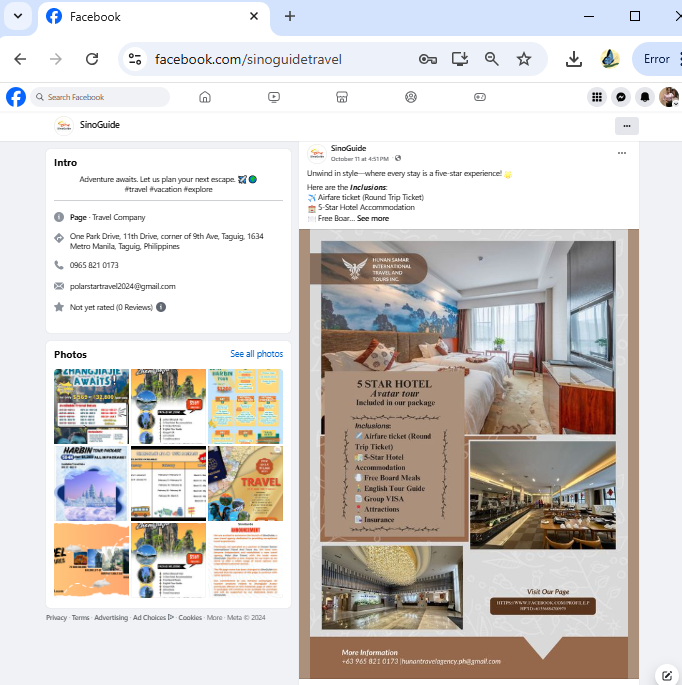 Facebook
facebook.com/sinoguidetravel
Error
Search Facebook
SinoGuide
Intro
Adventure awaits. Let us plan your next escape.
#travel #vacation #explore
Page · Travel Company
One Park Drive, 11th Drive, corner of 9th Ave, Taguig, 1634
Metro Manila, Taguig, Philippines
0965 821 0173
polarstartravel2024@gmail.com
Not yet rated (0 Reviews)
Photos
See all photos
ZHANGJIAJIE
AWAITS!
HARBIN
TOUR
HARBIN TOUR PACKAGE
TRAVEL
Privacy · Terms · Advertising · Ad Choices · Cookies · More · Meta © 2024
SinoGuide
October 11 at 4:51 PM
Unwind in style—where every stay is a five-star experience!
Here are the Inclusions:
Airfare ticket (Round Trip Ticket)
5-Star Hotel Accommodation
Free Boar... See more
HUNAN SAMAR
INTERNATIONAL
TRAVEL AND
TOURS INC.
5 STAR HOTEL
Avatar tour
Included in our package
Inclusions:
Airfare ticket (Round
Trip Ticket)
5-Star Hotel
Accommodation
Free Board Meals
English Tour Guide
Group VISA
Attractions
Insurance
Visit Our Page
More Information
+63 965 821 0173 |hunantravelagency.ph@gmail.com